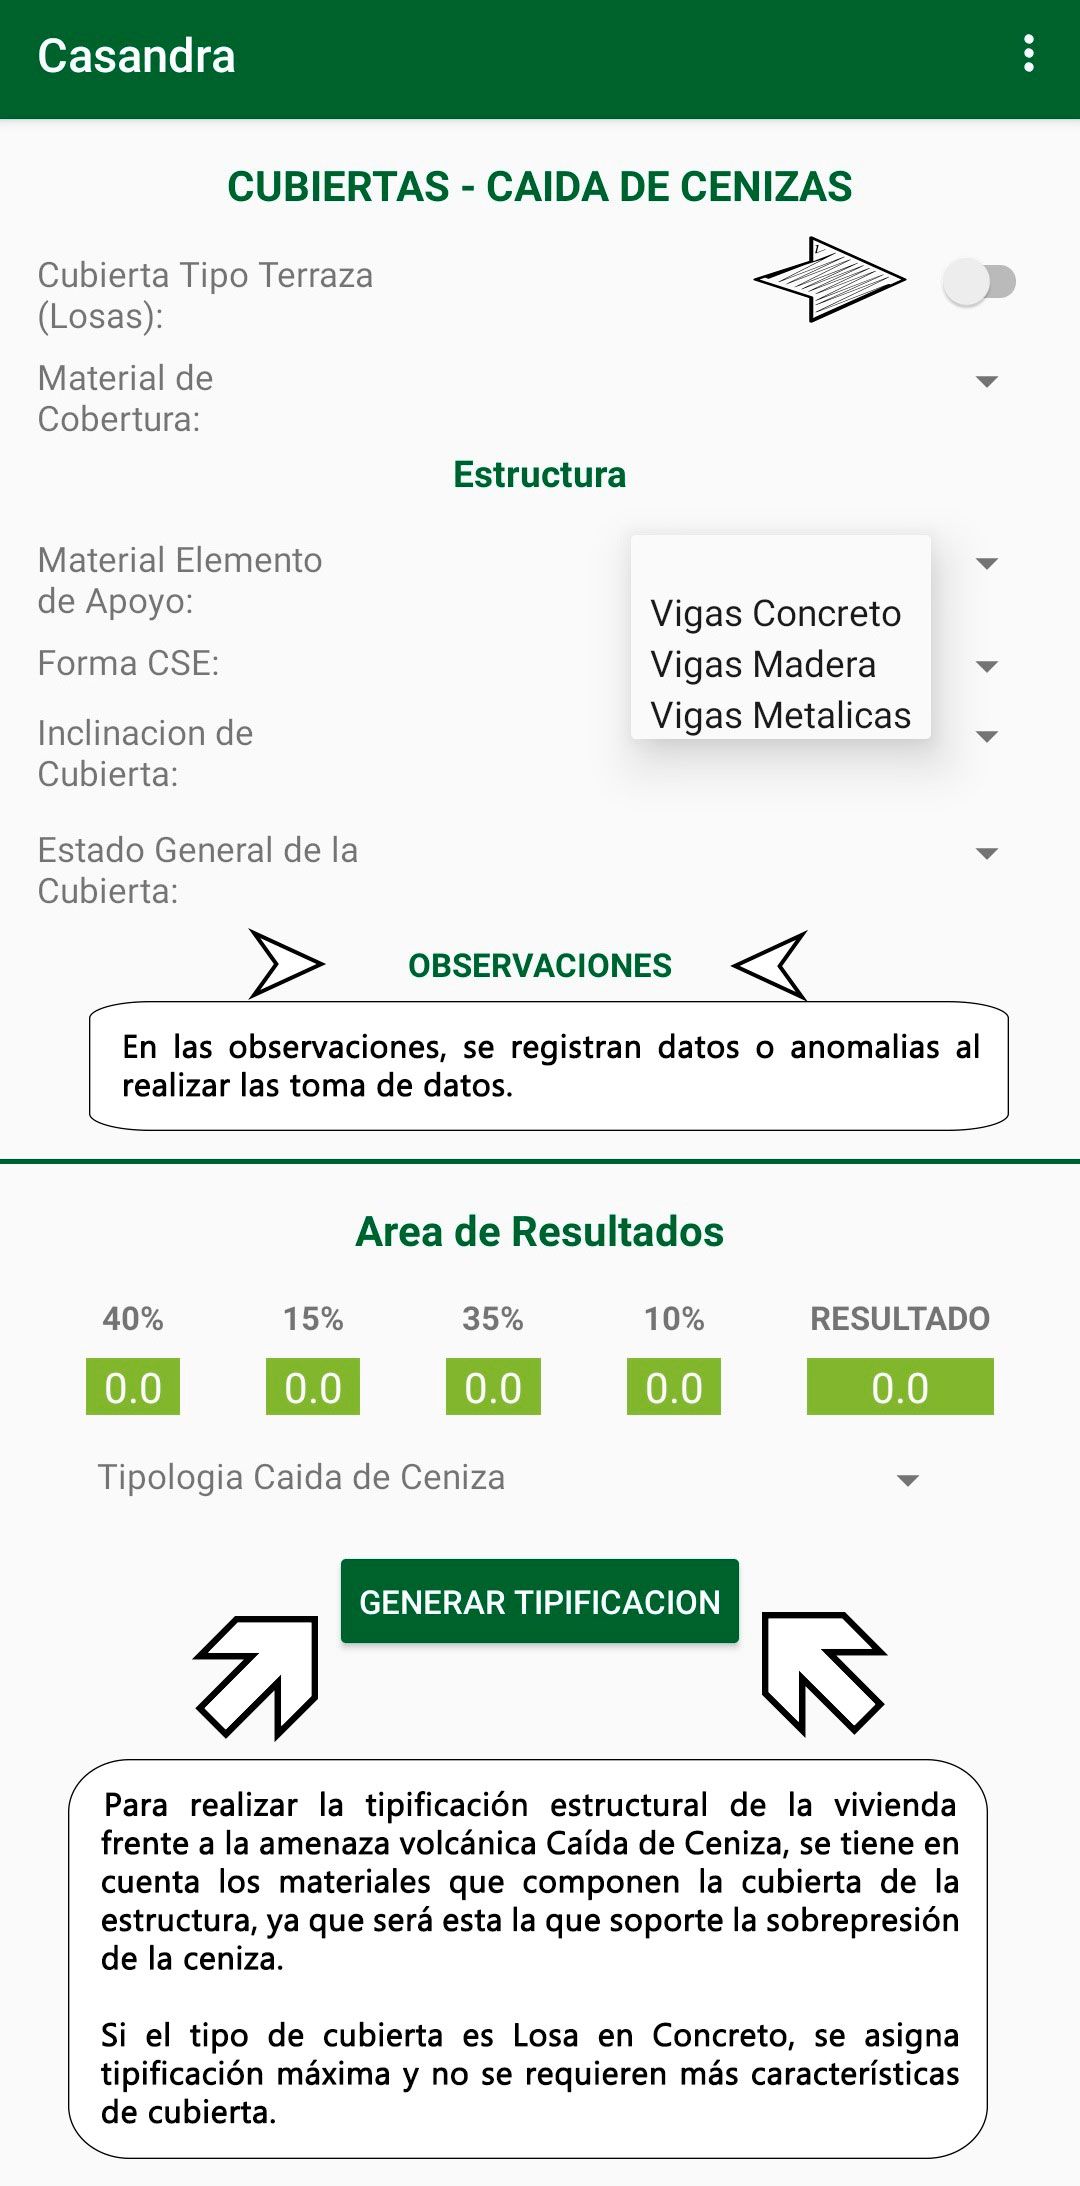 Casandra
CUBIERTAS - CAIDA DE CENIZAS
Cubierta Tipo Terraza
(Losas):
1
Material de
Cobertura:
Estructura
Material Elemento
de Apoyo:
Vigas Concreto
Vigas Madera
Vigas Metalicas
Forma CSE:
Inclinacion de
Cubierta:
Estado General de la
Cubierta:
OBSERVACIONES
En las observaciones, se registran datos o anomalias al
realizar las toma de datos.
Area de Resultados
40% 15% 35% 10% RESULTADO
0.0 0.0 0.0 0.0 0.0
Tipologia Caida de Ceniza
GENERAR TIPIFICACION
Para realizar la tipificación estructural de la vivienda
frente a la amenaza volcánica Caída de Ceniza, se tiene en
cuenta los materiales que componen la cubierta de la
estructura, ya que será esta la que soporte la sobrepresión
de la ceniza.
Si el tipo de cubierta es Losa en Concreto, se asigna
tipificación máxima y no se requieren más características
de cubierta.